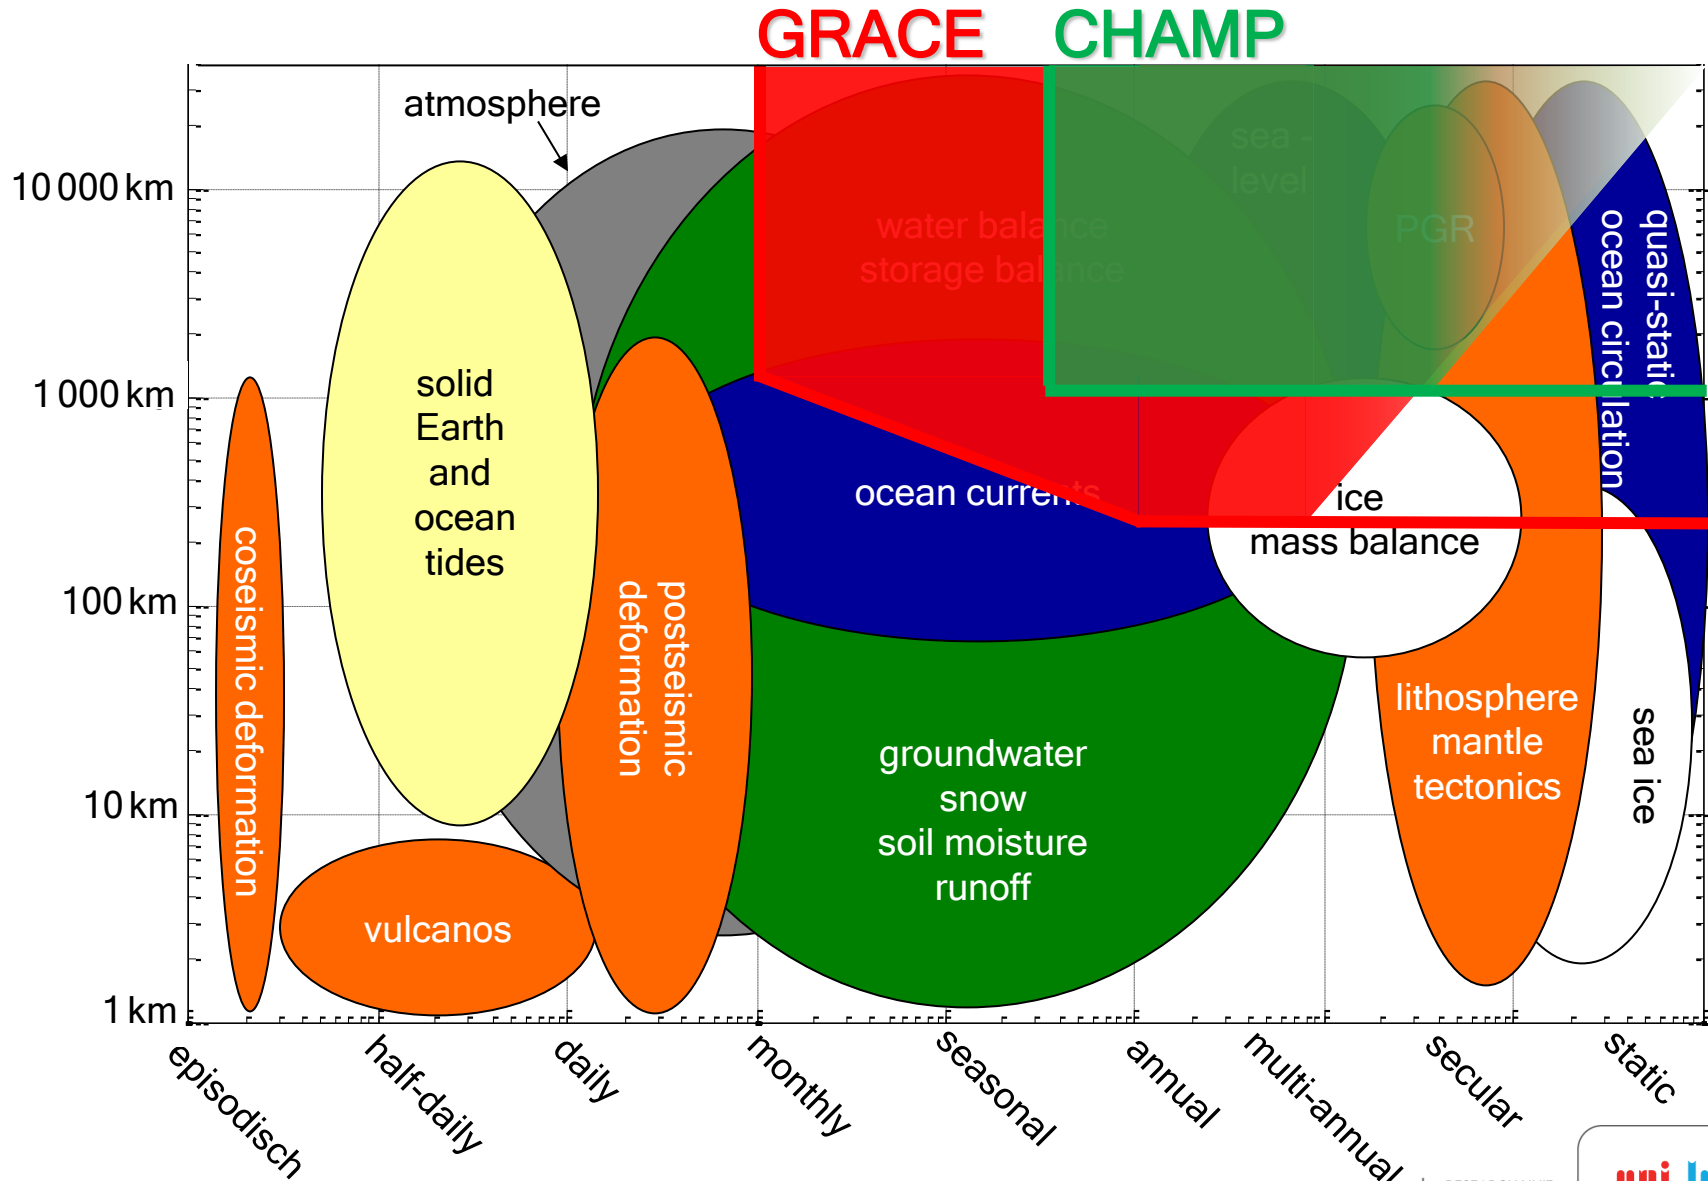 GRACE CHAMP
atmosphere
10 000 km
1 000 km
100 km
10 km
1 km
sea -
level
PGR
water balance
storage balance
quasi-static
ocean circulation
solid
Earth
and
ocean
tides
ocean currents
ice
mass balance
coseismic deformation
postseismic
deformation
lithosphere
mantle
tectonics
sea ice
groundwater
snow
soil moisture
runoff
vulcanos
episodisch
half-daily
daily
monthly
seasonal
annual
multi-annual
secular
static
uni